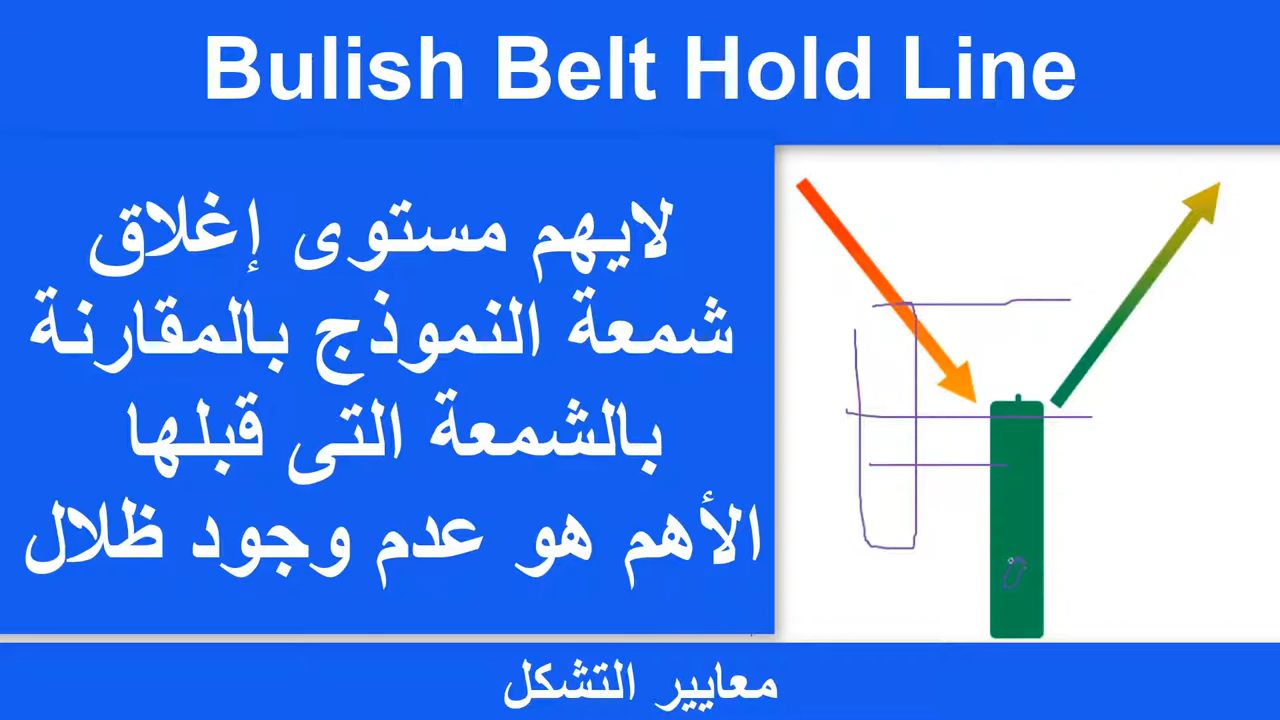 Bulish Belt Hold Line
لايهم مستوى إغلاق
شمعة النموذج بالمقارنة
بالشمعة التى قبلها
الأهم هو عدم وجود ظلال
معايير التشكل